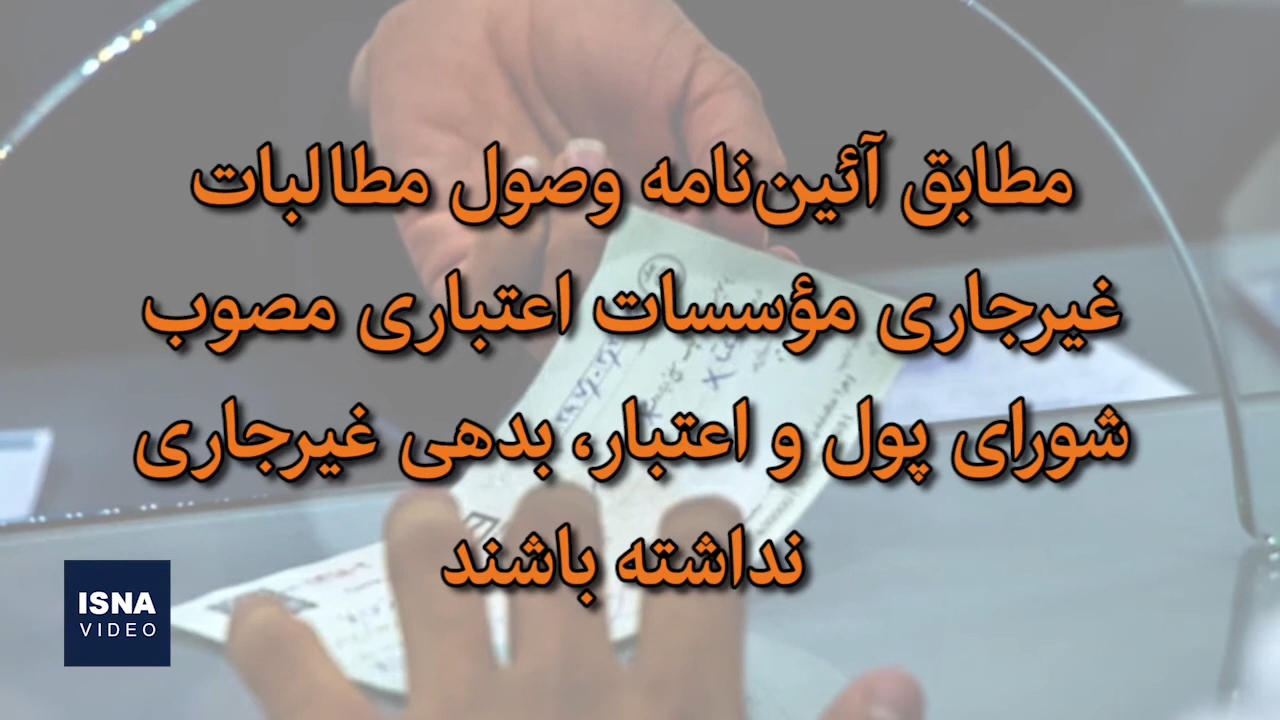 مطابق آئین‌نامه وصول مطالبات
غیرجاری مؤسسات اعتباری مصوب
شورای پول و اعتبار، بدهی غیرجاری
نداشته باشند
ISNA
VIDEO